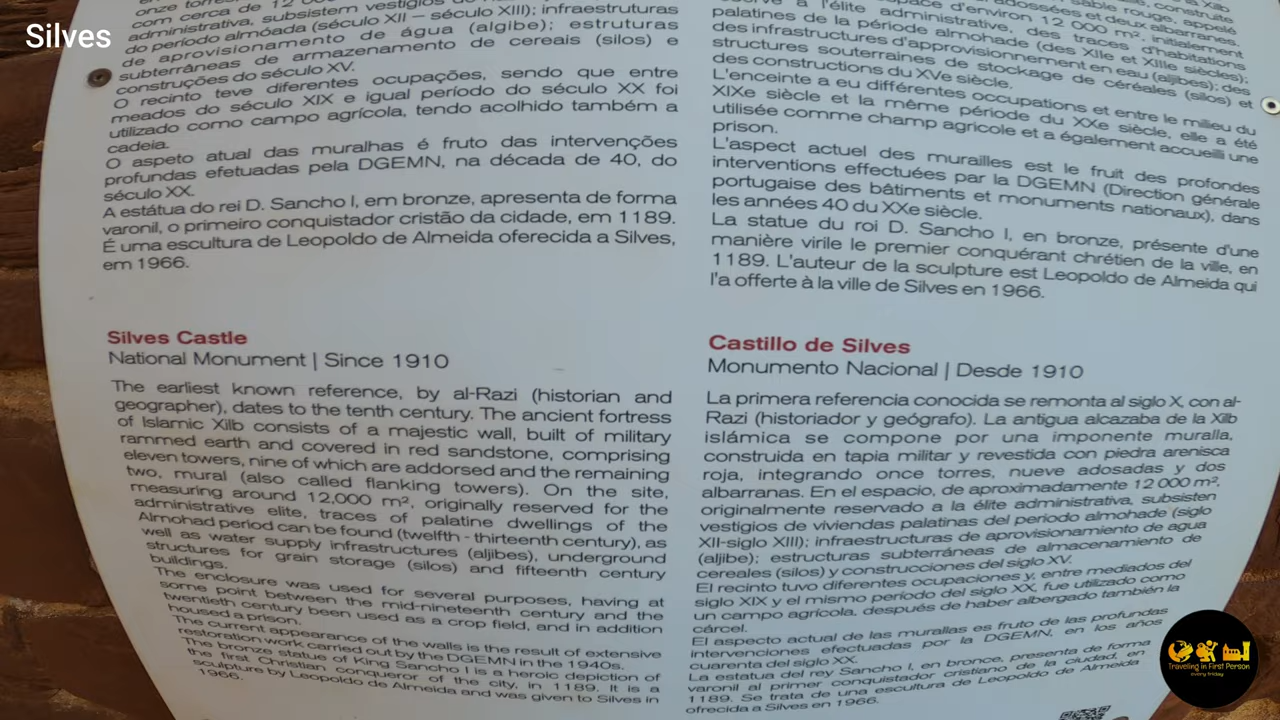 Silves
com cerca de 12
administrativa, subsistem vestígios
do período almóada (século XII – século XIII); infraestruturas
de aprovisionamento de água (algibe); estruturas
subterrâneas de armazenamento de cereais (silos) e
construções do século XV.
O recinto teve diferentes ocupações, sendo que entre
meados do século XIX e igual período do século XX foi
utilizado como campo agrícola, tendo acolhido também a
cadeia.
O aspeto atual das muralhas é fruto das intervenções
profundas efetuadas pela DGEMN, na década de 40, do
século XX.
A estátua do rei D. Sancho I, em bronze, apresenta de forma
varonil, o primeiro conquistador cristão da cidade, em 1189.
É uma escultura de Leopoldo de Almeida oferecida a Silves,
em 1966.
sable rouge, appelé
adossées et deux albarrant.
espace d'environ 12 000 m², initialement
à l'élite administrative, des traces d'habitations
palatines de la période almohade (des XIIe et XIIIe siècles);
des infrastructures d'approvisionnement en eau (aljibes); des
structures souterraines de stockage de céréales (silos) et
des constructions du XVe siècle.
L'enceinte a eu différentes occupations et entre le milieu du
XIXe siècle et la même période du XXe siècle, elle a été
utilisée comme champ agricole et a également accueilli une
prison.
L'aspect actuel des murailles est le fruit des profondes
interventions effectuées par la DGEMN (Direction générale
portugaise des bâtiments et monuments nationaux), dans
les années 40 du XXe siècle.
La statue du roi D. Sancho I, en bronze, présente d'une
manière virile le premier conquérant chrétien de la ville, en
1189. L'auteur de la sculpture est Leopoldo de Almeida qui
l'a offerte à la ville de Silves en 1966.
Silves Castle
National Monument | Since 1910
The earliest known reference, by al-Razi (historian and
geographer), dates to the tenth century. The ancient fortress
of Islamic Xilb consists of a majestic wall, built of military
rammed earth and covered in red sandstone, comprising
eleven towers, nine of which are addorsed and the remaining
two, mural (also called flanking towers). On the site,
measuring around 12,000 m², originally reserved for the
administrative elite, traces of palatine dwellings of the
Almohad period can be found (twelfth - thirteenth century), as
well as water supply infrastructures (aljibes), underground
structures for grain storage (silos) and fifteenth century
buildings.
The enclosure was used for several purposes, having at
some point between the mid-nineteenth century and the
twentieth century been used as a crop field, and in addition
housed a prison.
The current appearance of the walls is the result of extensive
restoration work carried out by the DGEMN in the 1940s.
The bronze statue of King Sancho I is a heroic depiction of
the first Christian conqueror of the city, in 1189. It is a
sculpture by Leopoldo de Almeida and was given to Silves in
1966.
Castillo de Silves
Monumento Nacional | Desde 1910
La primera referencia conocida se remonta al siglo X, con al-
Razi (historiador y geógrafo). La antigua alcazaba de la Xilb
islámica se compone por una imponente muralla,
construida en tapia militar y revestida con piedra arenisca
roja, integrando once torres, nueve adosadas y dos
albarranas. En el espacio, de aproximadamente 12 000 m²,
originalmente reservado a la élite administrativa, subsisten
vestigios de viviendas palatinas del periodo almohade (siglo
XII-siglo XIII); infraestructuras de aprovisionamiento de agua
(aljibe); estructuras subterráneas de almacenamiento de
cereales (silos) y construcciones del siglo XV.
El recinto tuvo diferentes ocupaciones y, entre mediados del
siglo XIX y el mismo período del siglo XX, fue utilizado como
un campo agrícola, después de haber albergado también la
cárcel.
El aspecto actual de las murallas es fruto de las profundas
intervenciones efectuadas por la DGEMN, en los años
cuarenta del siglo XX.
La estatua del rey Sancho I, en bronce, presenta de forma
varonil al primer conquistador cristiano de la ciudad, en
1189. Se trata de una escultura de Leopoldo de Almeida
ofrecida a Silves en 1966.
Traveling in First Person
every friday